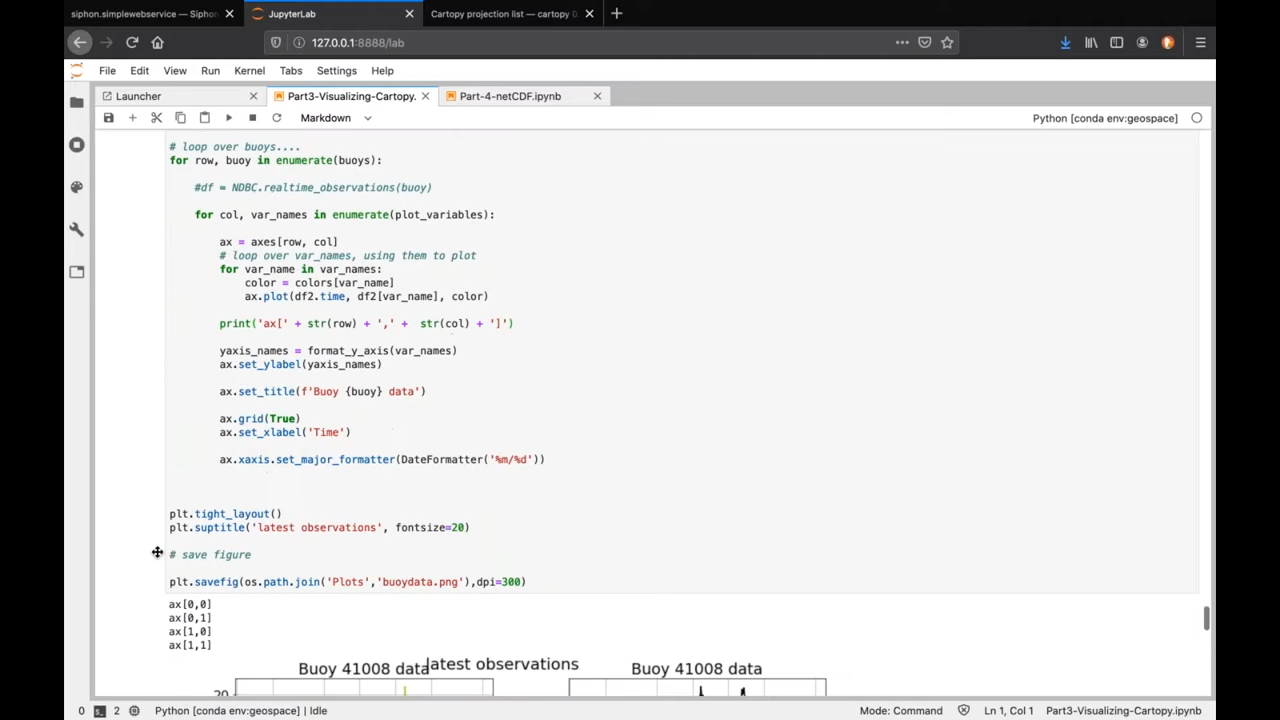 siphon.simplewebservice — Siphon
JupyterLab
Cartopy projection list — cartopy 0
127.0.0.1:8888/lab
File Edit View Run Kernel Tabs Settings Help
Launcher
Part3-Visualizing-Cartopy.
Part-4-netCDF.ipynb
Markdown
Python [conda env:geospace]
# loop over buoys....
for row, buoy in enumerate(buoys):
#df = NDBC.realtime_observations(buoy)
for col, var_names in enumerate(plot_variables):
ax = axes[row, col]
# loop over var_names, using them to plot
for var_name in var_names:
color = colors[var_name]
ax.plot(df2.time, df2[var_name], color)
print('ax[' + str(row) + ',' +  str(col) + ']')
yaxis_names = format_y_axis(var_names)
ax.set_ylabel(yaxis_names)
ax.set_title(f'Buoy {buoy} data')
ax.grid(True)
ax.set_xlabel('Time')
ax.xaxis.set_major_formatter(DateFormatter('%m/%d'))
plt.tight_layout()
plt.suptitle('latest observations', fontsize=20)
# save figure
plt.savefig(os.path.join('Plots','buoydata.png'),dpi=300)
ax[0,0]
ax[0,1]
ax[1,0]
ax[1,1]
latest observations
Buoy 41008 data
Buoy 41008 data
20
0 2 Python [conda env:geospace] | Idle
Mode: Command Ln 1, Col 1 Part3-Visualizing-Cartopy.ipynb